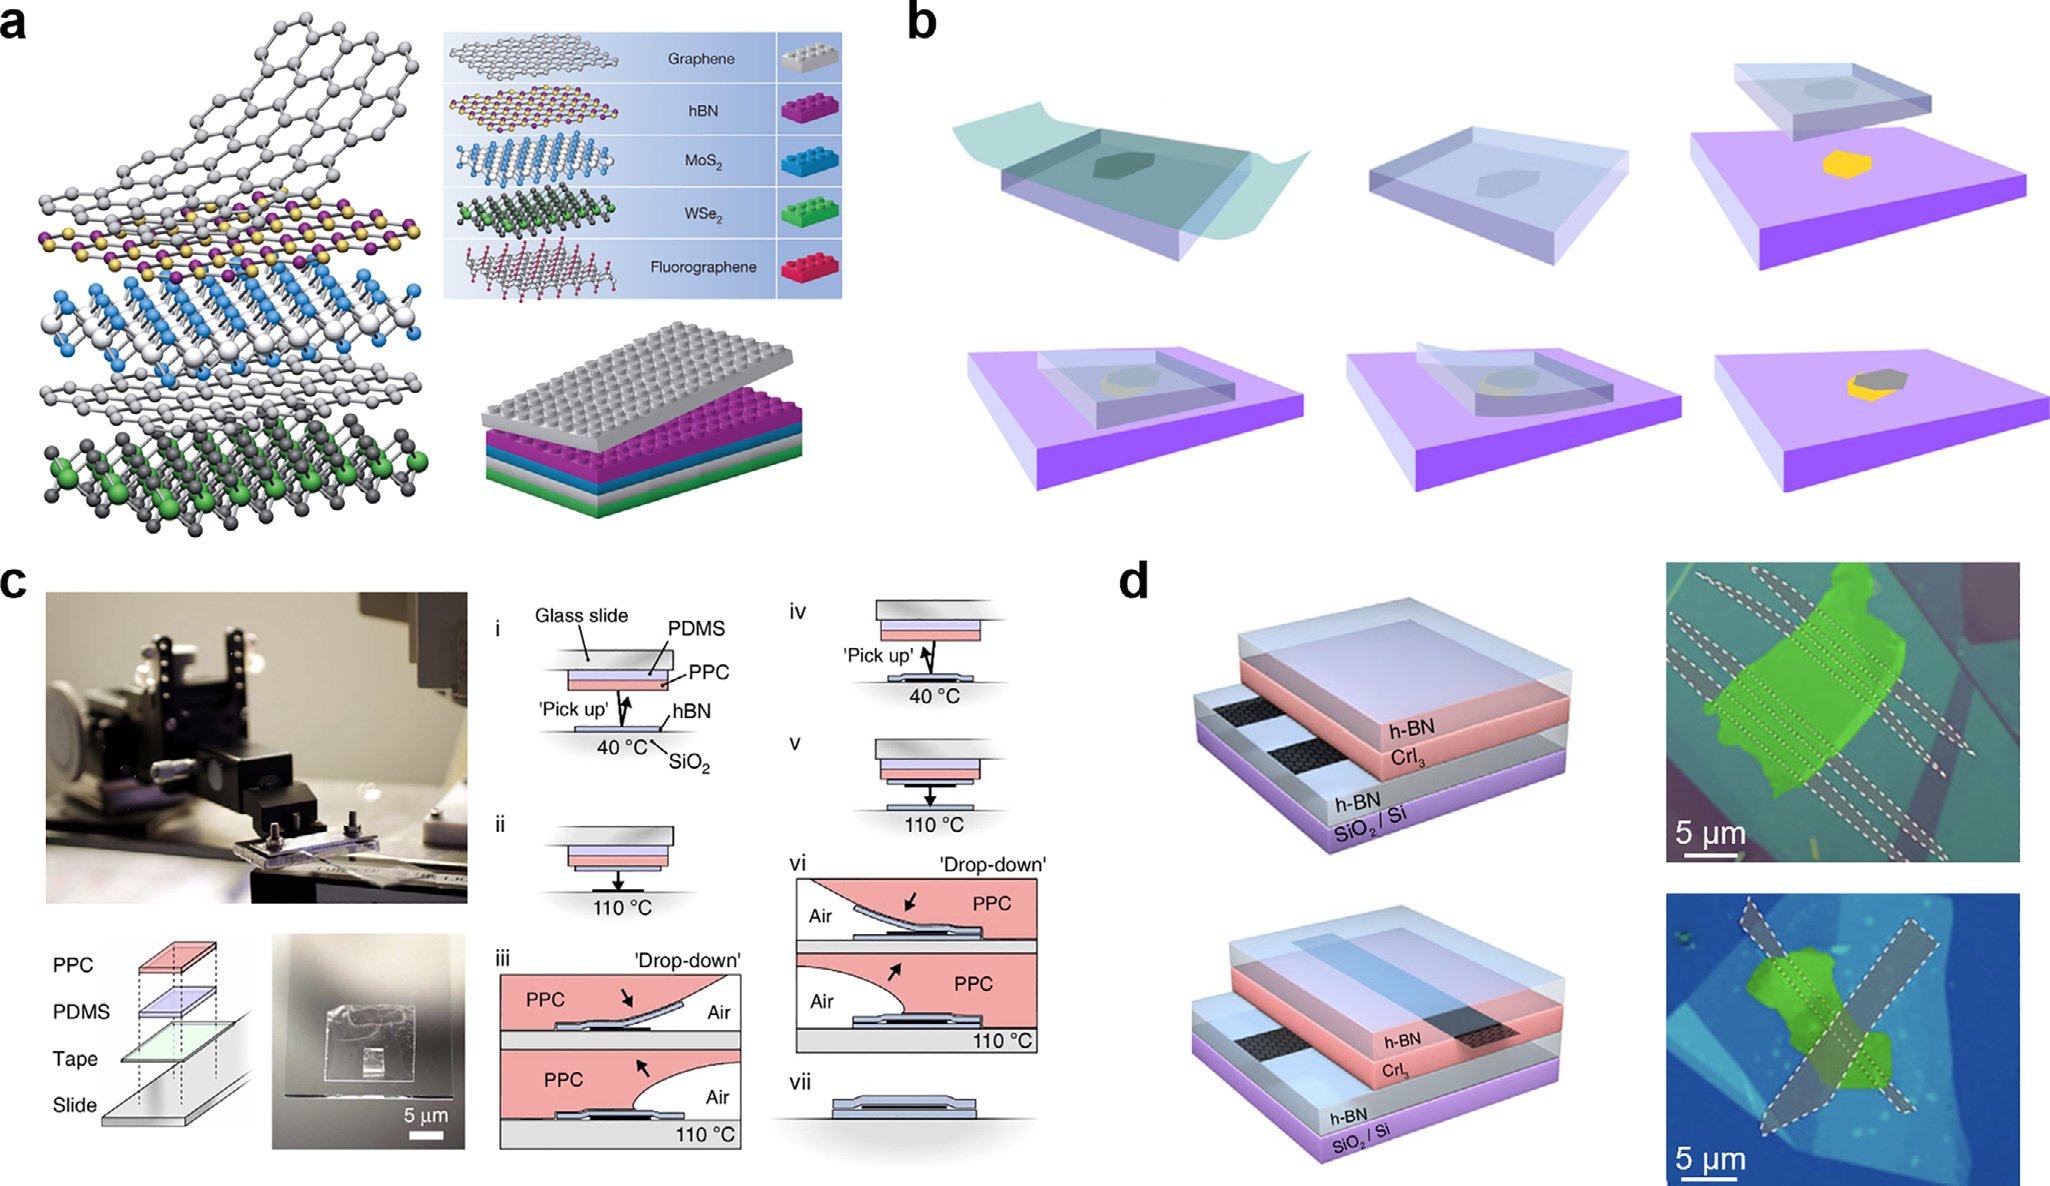 a
Graphene
hBN
MoS2
WSe2
Fluorographene
b
c
PPC
PDMS
Tape
Slide
5 μm
i
Glass slide
PDMS
PPC
'Pick up'
hBN
40 °C
SiO2
ii
110 °C
iii
'Drop-down'
PPC
Air
PPC
Air
110 °C
iv
'Pick up'
40 °C
v
110 °C
vi
'Drop-down'
Air
PPC
Air
PPC
110 °C
vii
d
h-BN
CrI3
h-BN
SiO2 / Si
5 μm
h-BN
CrI3
h-BN
SiO2 / Si
5 μm